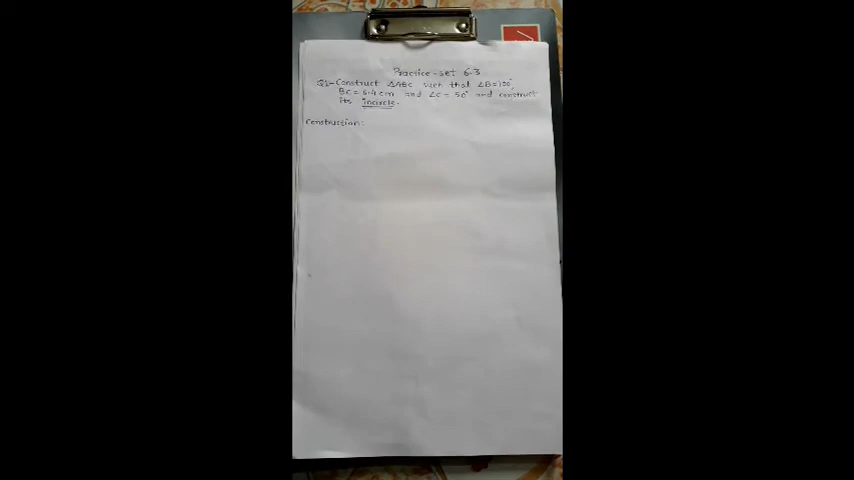 Practice-set 6.3
Q1- Construct △ABC such that ∠B=100°,
BC = 6.4 cm and ∠C = 50° and construct
its incircle.
Construction: